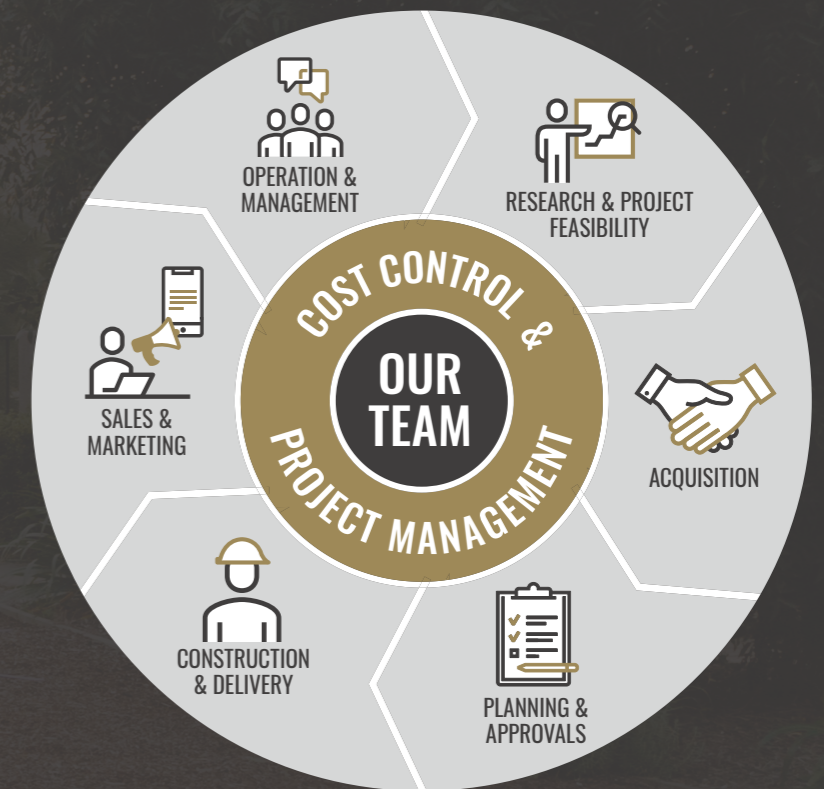 OPERATION &
MANAGEMENT
RESEARCH & PROJECT
FEASIBILITY
COST CONTROL &
PROJECT MANAGEMENT
OUR
TEAM
SALES &
MARKETING
ACQUISITION
CONSTRUCTION
& DELIVERY
PLANNING &
APPROVALS